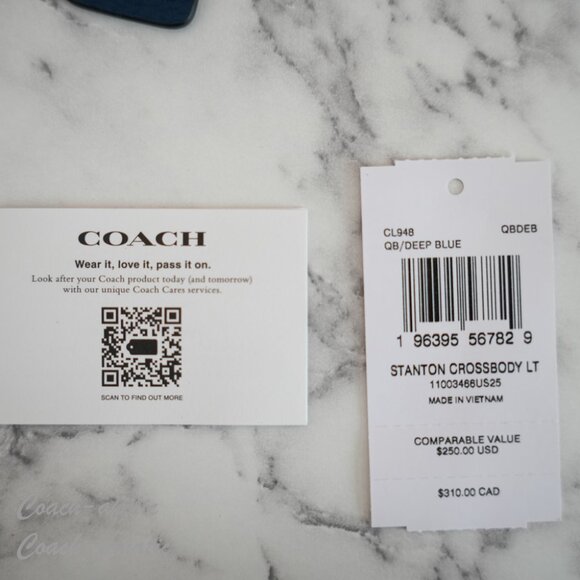 COACH
Wear it, love it, pass it on.
Look after your Coach product today (and tomorrow)
with our unique Coach Cares services.
SCAN TO FIND OUT MORE
CL948 QBDEB
QB/DEEP BLUE
1 96395 56782 9
STANTON CROSSBODY LT
11003466US25
MADE IN VIETNAM
COMPARABLE VALUE
$250.00 USD
$310.00 CAD
Coach-
Coach